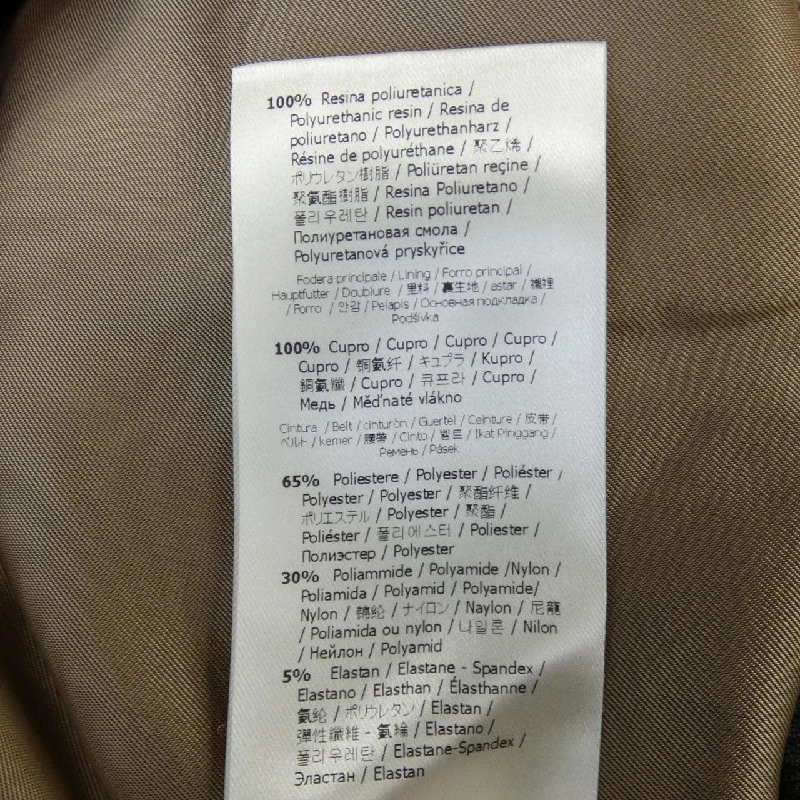 100% Resina poliuretanica /
Polyurethanic resin / Resina de
poliuretano / Polyurethanharz /
Résine de polyuréthane / 聚乙烯 /
ポリウレタン樹脂 / Poliüretan reçine /
聚氨酯樹脂 / Resina Poliuretano /
폴리우레탄 / Resin poliuretan /
Полиуретановая смола /
Polyuretanová pryskyřice
Fodera principale / Lining / Forro principal /
Hauptfutter / Doublure / 里料 / 裏生地 / astar / 襯裡
/ Forro / 안감 / Pelapis / Основная подкладка /
Podšívka
100% Cupro / Cupro / Cupro / Cupro /
Cupro / 铜氨纤 / キュプラ / Kupro /
銅氨纖 / Cupro / 큐프라 / Cupro /
Медь / Měďnaté vlákno
Cintura / Belt / cinturòn / Guertel / Ceinture / 皮带 /
ベルト / kemer / 腰帶 / Cinto / 벨트 / Ikat Pinggang /
Ремень / Pásek
65% Poliestere / Polyester / Poliéster /
Polyester / Polyester / 聚酯纤维 /
ポリエステル / Polyester / 聚酯 /
Poliéster / 폴리에스터 / Poliester /
Полиэстер / Polyester
30% Poliammide / Polyamide /Nylon /
Poliamida / Polyamid / Polyamide/
Nylon / 锦纶 / ナイロン / Naylon / 尼龍
/ Poliamida ou nylon / 나일론 / Nilon
/ Нейлон / Polyamid
5% Elastan / Elastane - Spandex /
Elastano / Elasthan / Élasthanne /
氨纶 / ポリウレタン / Elastan /
彈性纖維 - 氨綸 / Elastano /
폴리우레탄 / Elastane-Spandex /
Эластан / Elastan